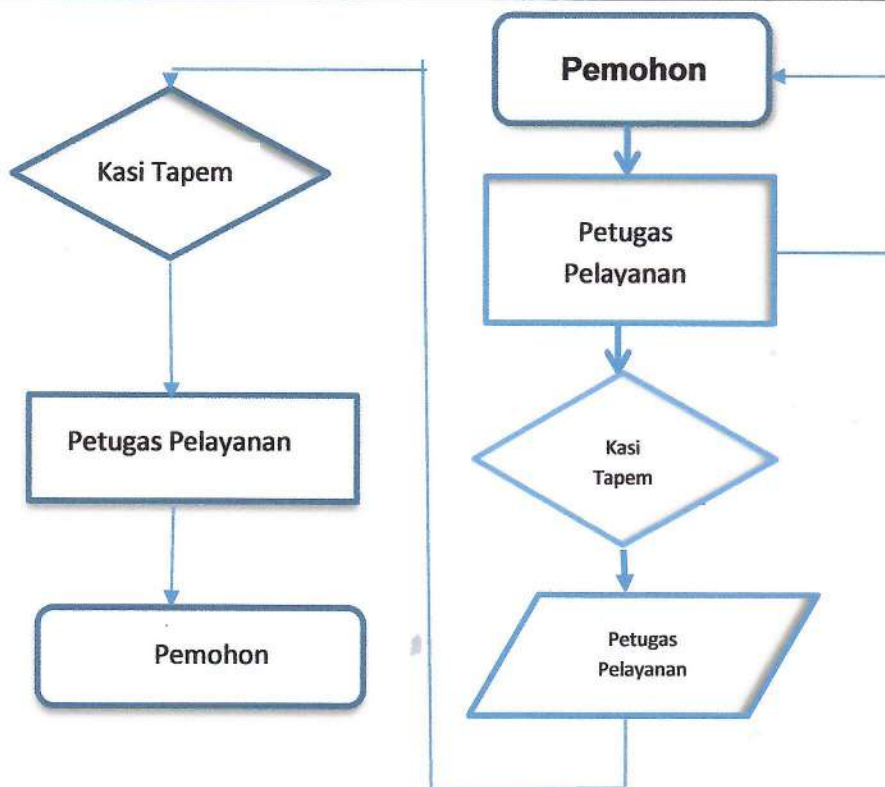 Pemohon
Petugas
Pelayanan
Kasi
Tapem
Petugas
Pelayanan
Kasi Tapem
Petugas Pelayanan
Pemohon